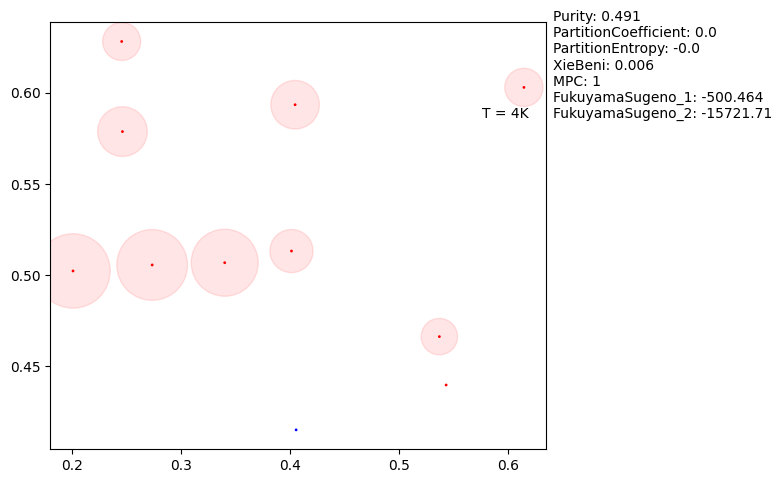 Purity: 0.491
PartitionCoefficient: 0.0
PartitionEntropy: -0.0
XieBeni: 0.006
MPC: 1
FukuyamaSugeno_1: -500.464
FukuyamaSugeno_2: -15721.71
T = 4K
0.60
0.55
0.50
0.45
0.2 0.3 0.4 0.5 0.6